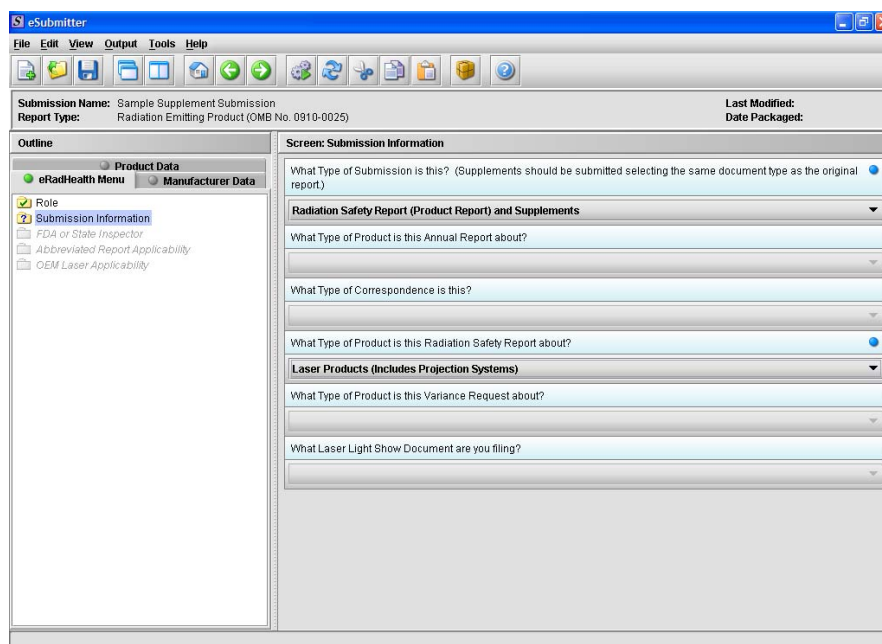 eSubmitter
File Edit View Output Tools Help
Submission Name: Sample Supplement Submission
Last Modified:
Report Type: Radiation Emitting Product (OMB No. 0910-0025)
Date Packaged:
Outline
Product Data
eRadHealth Menu
Manufacturer Data
Role
Submission Information
FDA or State Inspector
Abbreviated Report Applicability
OEM Laser Applicability
Screen: Submission Information
What Type of Submission is this? (Supplements should be submitted selecting the same document type as the original
report.)
Radiation Safety Report (Product Report) and Supplements
What Type of Product is this Annual Report about?
What Type of Correspondence is this?
What Type of Product is this Radiation Safety Report about?
Laser Products (Includes Projection Systems)
What Type of Product is this Variance Request about?
What Laser Light Show Document are you filing?